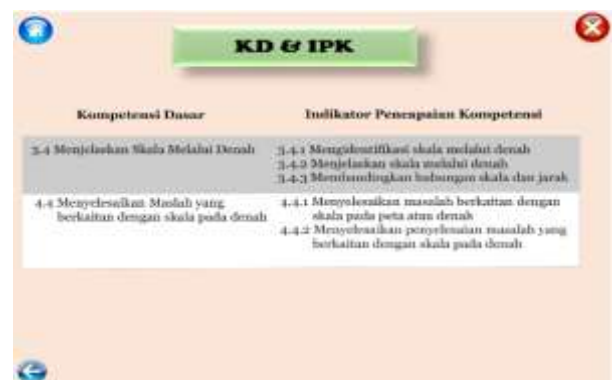 KD & IPK
Kompetensi Dasar
Indikator Pencapaian Kompetensi
3.4 Menjelaskan Skala Melalui Denah
3.4.1 Mengidentifikasi skala melalui denah
3.4.2 Menjelaskan skala melalui denah
3.4.3 Membandingkan hubungan skala dan jarak
4.4 Menyelesaikan Maslah yang
berkaitan dengan skala pada denah
4.4.1 Menyelesaikan masalah berkaitan dengan
skala pada peta atau denah
4.4.2 Menyelesaikan penyelesaian masalah yang
berkaitan dengan skala pada denah